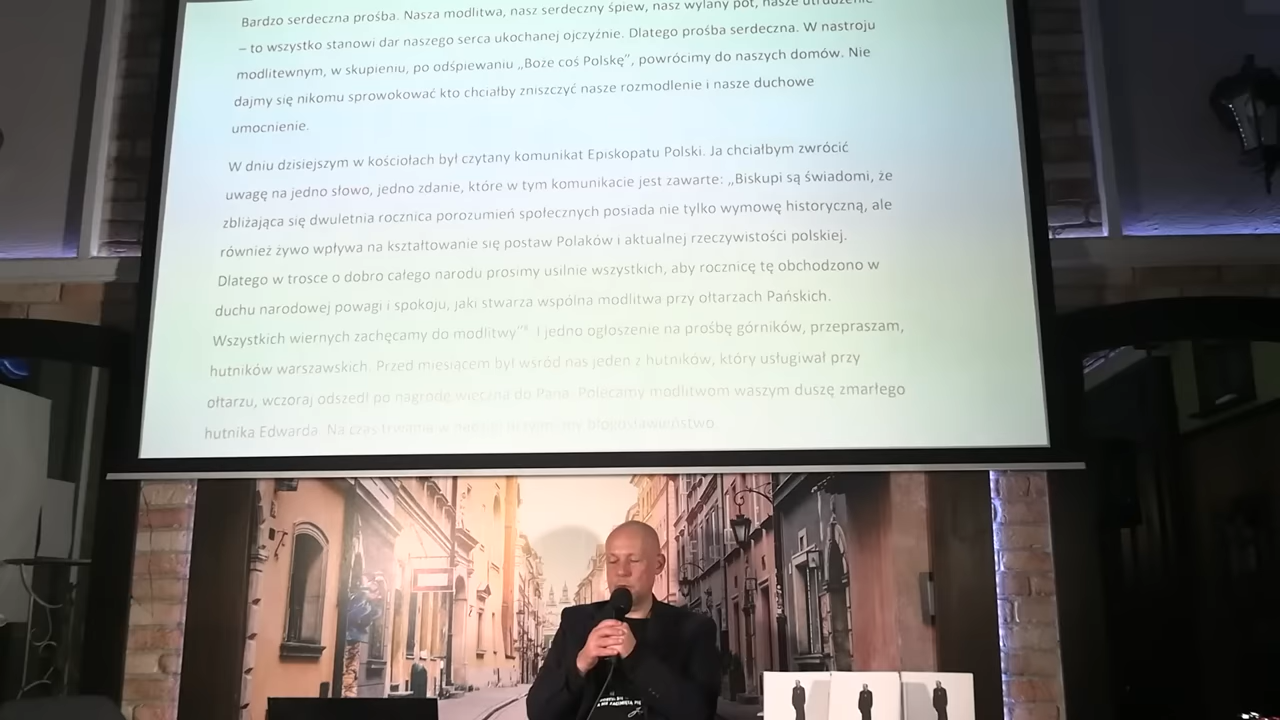 Bardzo serdeczna prośba. Nasza modlitwa, nasz serdeczny śpiew, nasz wylany pot, nasze utrudzenie
– to wszystko stanowi dar naszego serca ukochanej ojczyźnie. Dlatego prośba serdeczna. W nastroju
modlitewnym, w skupieniu, po odśpiewaniu „Boże coś Polskę”, powrócimy do naszych domów. Nie
dajmy się nikomu sprowokować kto chciałby zniszczyć nasze rozmodlenie i nasze duchowe
umocnienie.
W dniu dzisiejszym w kościołach był czytany komunikat Episkopatu Polski. Ja chciałbym zwrócić
uwagę na jedno słowo, jedno zdanie, które w tym komunikacie jest zawarte: „Biskupi są świadomi, że
zbliżająca się dwuletnia rocznica porozumień społecznych posiada nie tylko wymowę historyczną, ale
również żywo wpływa na kształtowanie się postaw Polaków i aktualnej rzeczywistości polskiej.
Dlatego w trosce o dobro całego narodu prosimy usilnie wszystkich, aby rocznicę tę obchodzono w
duchu narodowej powagi i spokoju, jaki stwarza wspólna modlitwa przy ołtarzach Pańskich.
Wszystkich wiernych zachęcamy do modlitwy” I jedno ogłoszenie na prośbę górników, przepraszam,
hutników warszawskich. Przed miesiącem był wśród nas jeden z hutników, który usługiwał przy
ołtarzu, wczoraj odszedł po nagrodę wieczną do Pana. Polecamy modlitwom waszym duszę zmarłego
hutnika Edwarda. Na błogosławieństwo.